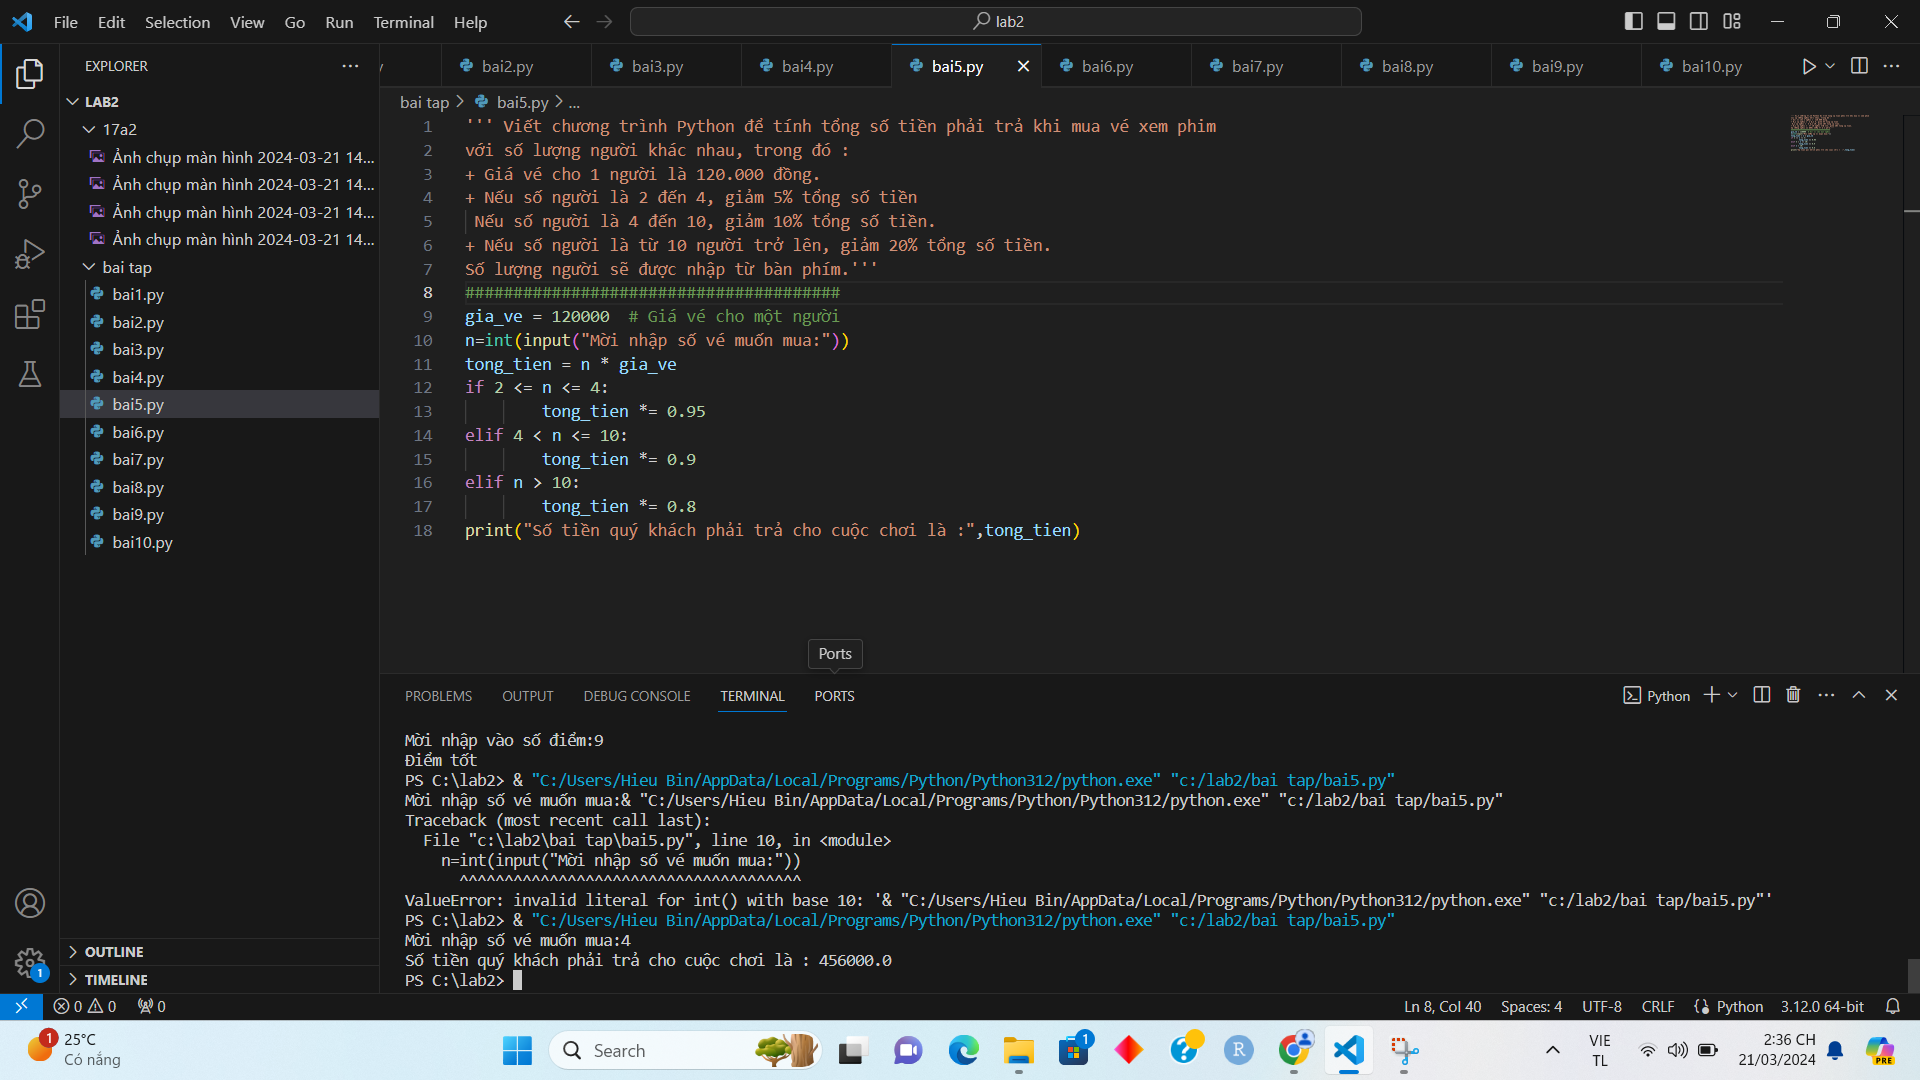 File Edit Selection View Go Run Terminal Help
lab2
EXPLORER
LAB2
17a2
Ảnh chụp màn hình 2024-03-21 14...
Ảnh chụp màn hình 2024-03-21 14...
Ảnh chụp màn hình 2024-03-21 14...
Ảnh chụp màn hình 2024-03-21 14...
bai tap
bai1.py
bai2.py
bai3.py
bai4.py
bai5.py
bai6.py
bai7.py
bai8.py
bai9.py
bai10.py
OUTLINE
TIMELINE
bai2.py bai3.py bai4.py bai5.py bai6.py bai7.py bai8.py bai9.py bai10.py
bai tap > bai5.py > ...
1 ''' Viết chương trình Python để tính tổng số tiền phải trả khi mua vé xem phim
2 với số lượng người khác nhau, trong đó :
3 + Giá vé cho 1 người là 120.000 đồng.
4 + Nếu số người là 2 đến 4, giảm 5% tổng số tiền
5 Nếu số người là 4 đến 10, giảm 10% tổng số tiền.
6 + Nếu số người là từ 10 người trở lên, giảm 20% tổng số tiền.
7 Số lượng người sẽ được nhập từ bàn phím.'''
8 #######################################
9 gia_ve = 120000  # Giá vé cho một người
10 n=int(input("Mời nhập số vé muốn mua:"))
11 tong_tien = n * gia_ve
12 if 2 <= n <= 4:
13         tong_tien *= 0.95
14 elif 4 < n <= 10:
15         tong_tien *= 0.9
16 elif n > 10:
17         tong_tien *= 0.8
18 print("Số tiền quý khách phải trả cho cuộc chơi là :",tong_tien)
Ports
PROBLEMS OUTPUT DEBUG CONSOLE TERMINAL PORTS
Python
Mời nhập vào số điểm:9
Điểm tốt
PS C:\lab2> & "C:/Users/Hieu Bin/AppData/Local/Programs/Python/Python312/python.exe" "c:/lab2/bai tap/bai5.py"
Mời nhập số vé muốn mua:& "C:/Users/Hieu Bin/AppData/Local/Programs/Python/Python312/python.exe" "c:/lab2/bai tap/bai5.py"
Traceback (most recent call last):
  File "c:\lab2\bai tap\bai5.py", line 10, in <module>
    n=int(input("Mời nhập số vé muốn mua:"))
      ^^^^^^^^^^^^^^^^^^^^^^^^^^^^^^^^^^^^^^
ValueError: invalid literal for int() with base 10: '& "C:/Users/Hieu Bin/AppData/Local/Programs/Python/Python312/python.exe" "c:/lab2/bai tap/bai5.py"'
PS C:\lab2> & "C:/Users/Hieu Bin/AppData/Local/Programs/Python/Python312/python.exe" "c:/lab2/bai tap/bai5.py"
Mời nhập số vé muốn mua:4
Số tiền quý khách phải trả cho cuộc chơi là : 456000.0
PS C:\lab2>
1
0 0 0
Ln 8, Col 40 Spaces: 4 UTF-8 CRLF Python 3.12.0 64-bit
1 25°C
Có nắng
Search
1
R
VIE
TL
2:36 CH
21/03/2024
PRE